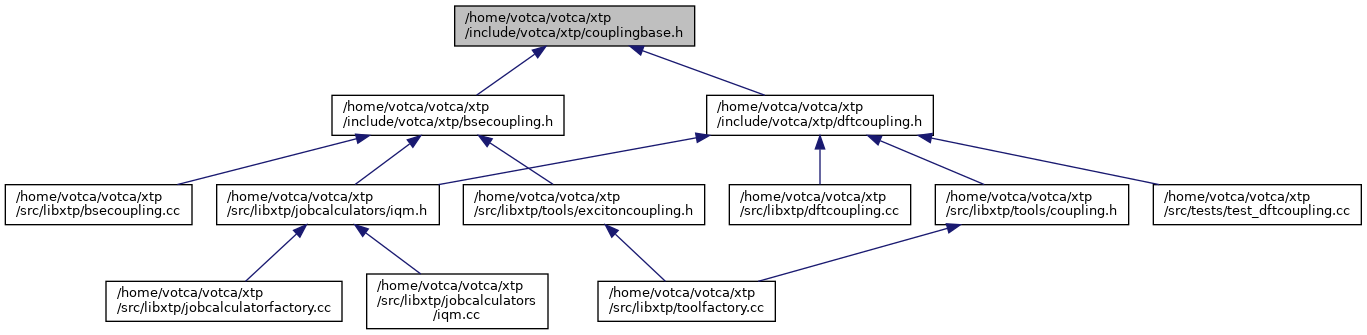 /home/votca/votca/xtp
/include/votca/xtp/couplingbase.h
/home/votca/votca/xtp
/include/votca/xtp/bsecoupling.h
/home/votca/votca/xtp
/include/votca/xtp/dftcoupling.h
/home/votca/votca/xtp
/src/libxtp/bsecoupling.cc
/home/votca/votca/xtp
/src/libxtp/jobcalculators/iqm.h
/home/votca/votca/xtp
/src/libxtp/tools/excitoncoupling.h
/home/votca/votca/xtp
/src/libxtp/dftcoupling.cc
/home/votca/votca/xtp
/src/libxtp/tools/coupling.h
/home/votca/votca/xtp
/src/tests/test_dftcoupling.cc
/home/votca/votca/xtp
/src/libxtp/jobcalculatorfactory.cc
/home/votca/votca/xtp
/src/libxtp/jobcalculators
/iqm.cc
/home/votca/votca/xtp
/src/libxtp/toolfactory.cc